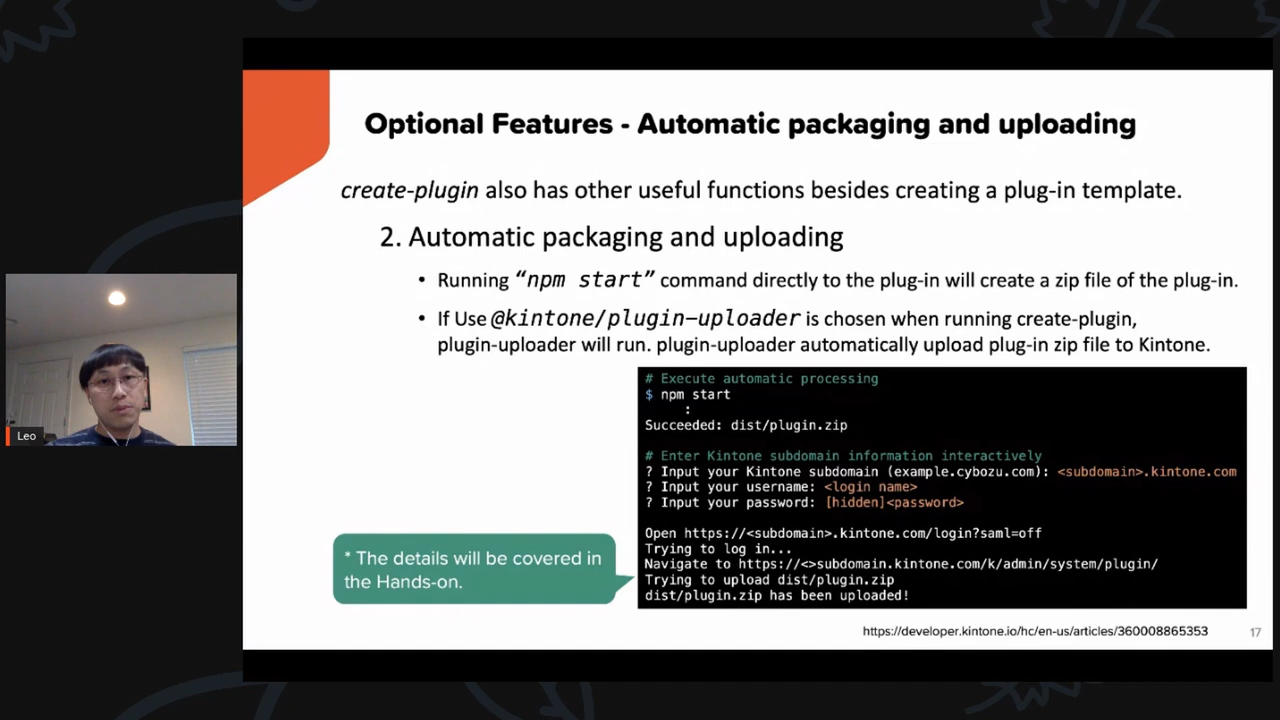 Optional Features - Automatic packaging and uploading
create-plugin also has other useful functions besides creating a plug-in template.
2. Automatic packaging and uploading
• Running “npm start” command directly to the plug-in will create a zip file of the plug-in.
• If Use @kintone/plugin-uploader is chosen when running create-plugin,
plugin-uploader will run. plugin-uploader automatically upload plug-in zip file to Kintone.
# Execute automatic processing
$ npm start
:
Succeeded: dist/plugin.zip
# Enter Kintone subdomain information interactively
? Input your Kintone subdomain (example.cybozu.com): <subdomain>.kintone.com
? Input your username: <login name>
? Input your password: [hidden]<password>
Open https://<subdomain>.kintone.com/login?saml=off
Trying to log in...
Navigate to https://<>subdomain.kintone.com/k/admin/system/plugin/
Trying to upload dist/plugin.zip
dist/plugin.zip has been uploaded!
* The details will be covered in
the Hands-on.
https://developer.kintone.io/hc/en-us/articles/360008865353
17
Leo